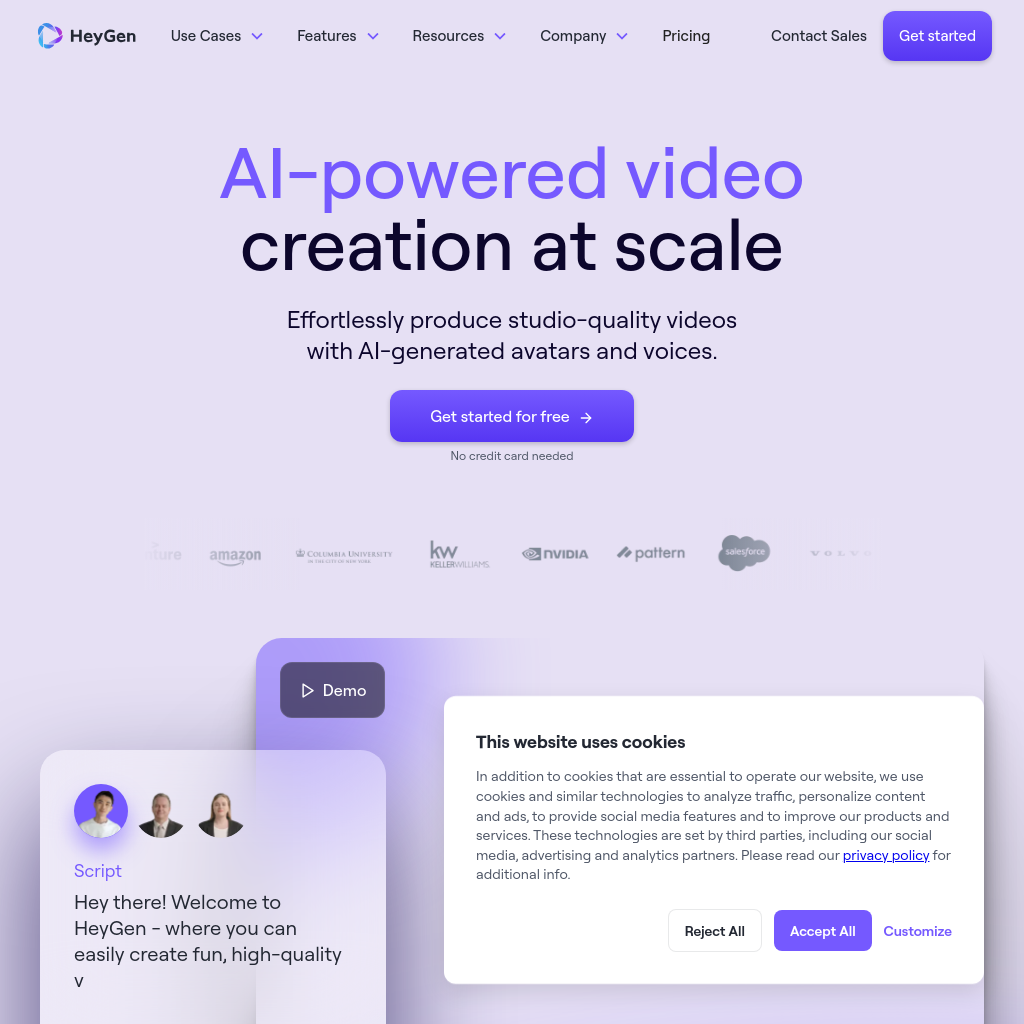 HeyGen
Use Cases
Features
Resources
Company
Pricing
Contact Sales
Get started
AI-powered video
creation at scale
Effortlessly produce studio-quality videos
with AI-generated avatars and voices.
Get started for free
No credit card needed
amazon
COLUMBIA UNIVERSITY
IN THE CITY OF NEW YORK
kw
KELLERWILLIAMS.
NVIDIA
pattern
salesforce
VOLVO
Demo
This website uses cookies
In addition to cookies that are essential to operate our website, we use
cookies and similar technologies to analyze traffic, personalize content
and ads, to provide social media features and to improve our products and
services. These technologies are set by third parties, including our social
media, advertising and analytics partners. Please read our privacy policy for
additional info.
Reject All
Accept All
Customize
Script
Hey there! Welcome to
HeyGen - where you can
easily create fun, high-quality
v